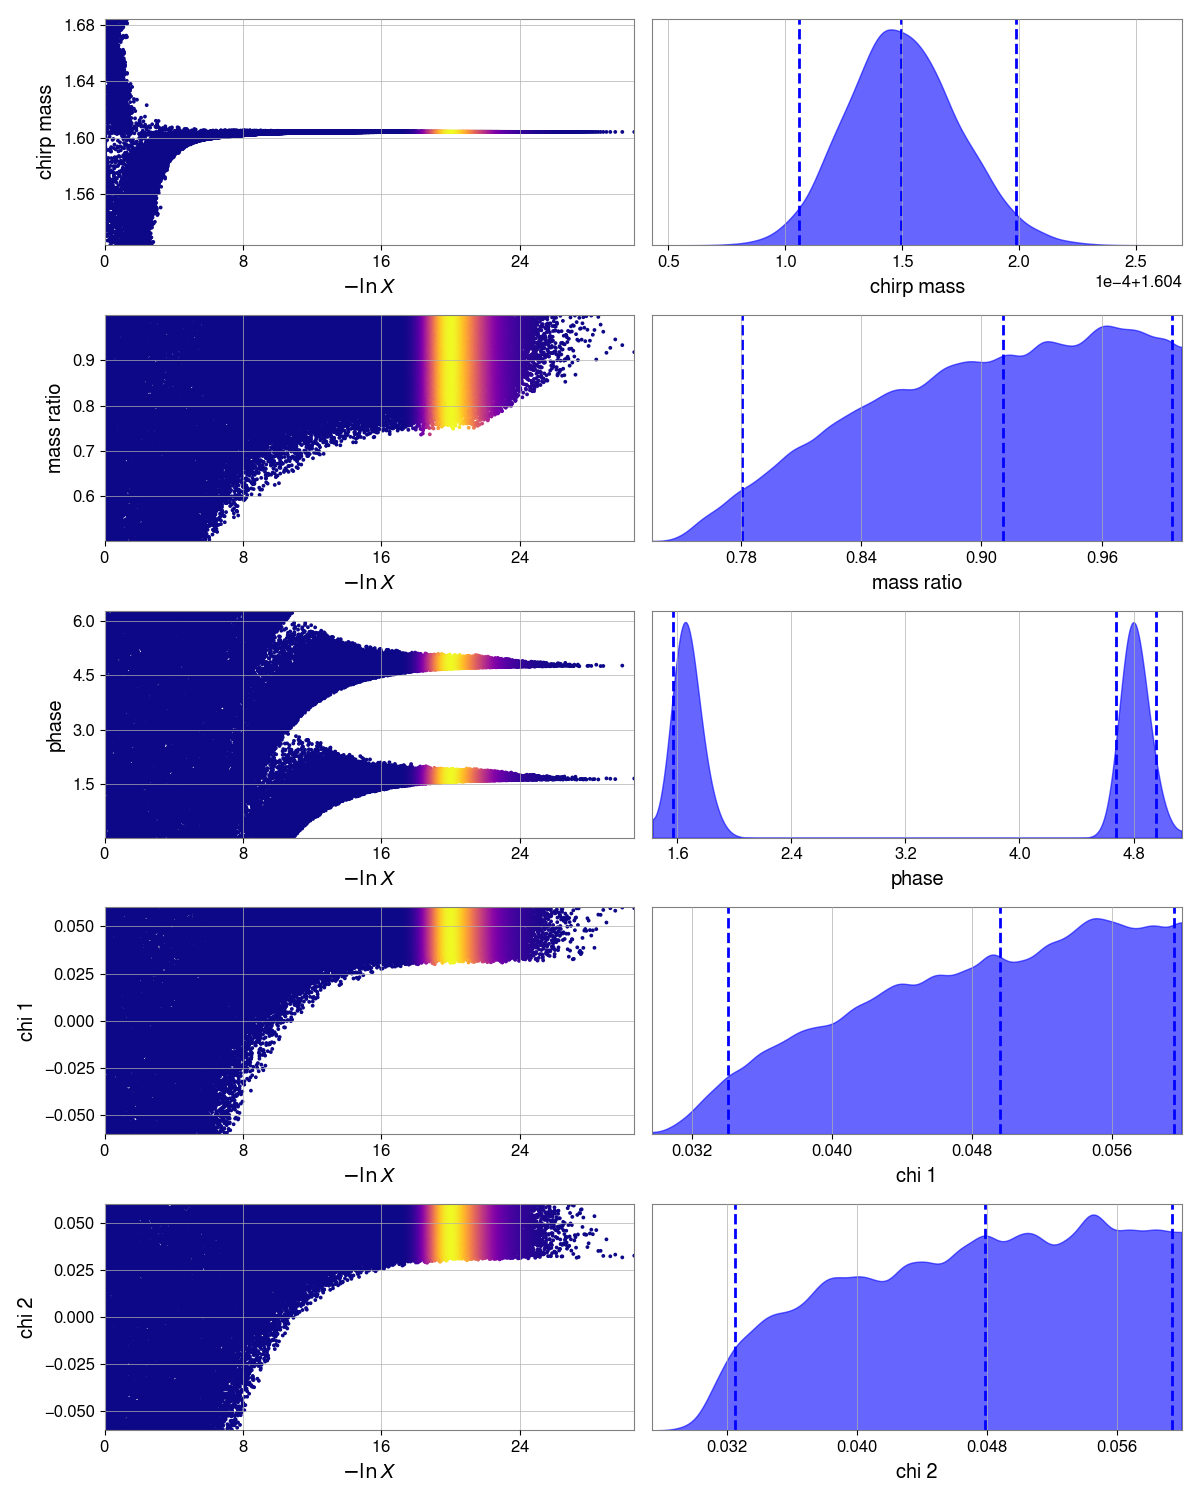 1.68
1.64
1.60
1.56
chirp mass
0 8 16 24
−ln X
0.5 1.0 1.5 2.0 2.5
1e−4+1.604
chirp mass
0.9
0.8
0.7
0.6
mass ratio
0 8 16 24
−ln X
0.78 0.84 0.90 0.96
mass ratio
6.0
4.5
3.0
1.5
phase
0 8 16 24
−ln X
1.6 2.4 3.2 4.0 4.8
phase
0.050
0.025
0.000
−0.025
−0.050
chi 1
0 8 16 24
−ln X
0.032 0.040 0.048 0.056
chi 1
0.050
0.025
0.000
−0.025
−0.050
chi 2
0 8 16 24
−ln X
0.032 0.040 0.048 0.056
chi 2